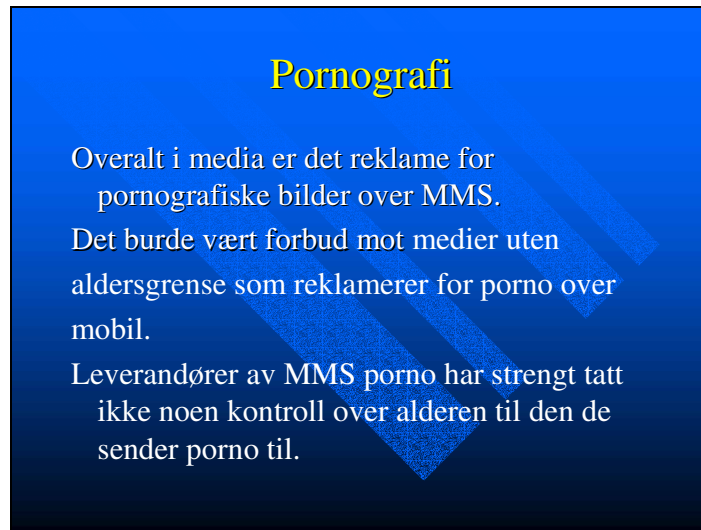 Pornografi
Overalt i media er det reklame for
pornografiske bilder over MMS.
Det burde vært forbud mot medier uten
aldersgrense som reklamerer for porno over
mobil.
Leverandører av MMS porno har strengt tatt
ikke noen kontroll over alderen til den de
sender porno til.